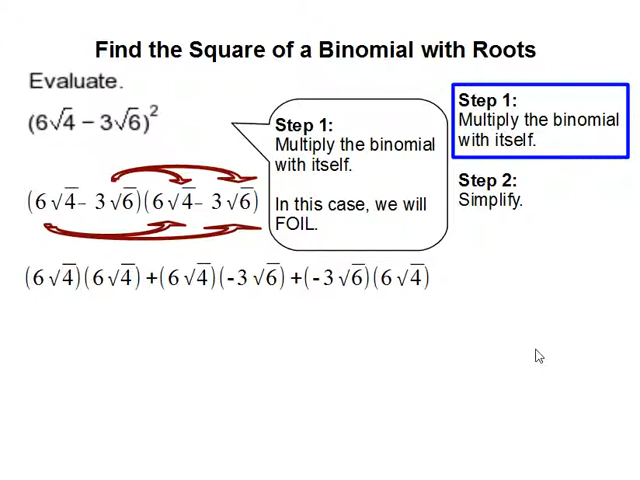 Find the Square of a Binomial with Roots
Evaluate.
(6√4 − 3√6)²
Step 1:
Multiply the binomial
with itself.
In this case, we will
FOIL.
(6√4 − 3√6)(6√4 − 3√6)
(6√4)(6√4) +(6√4)(-3√6) +(-3√6)(6√4)
Step 1:
Multiply the binomial
with itself.
Step 2:
Simplify.